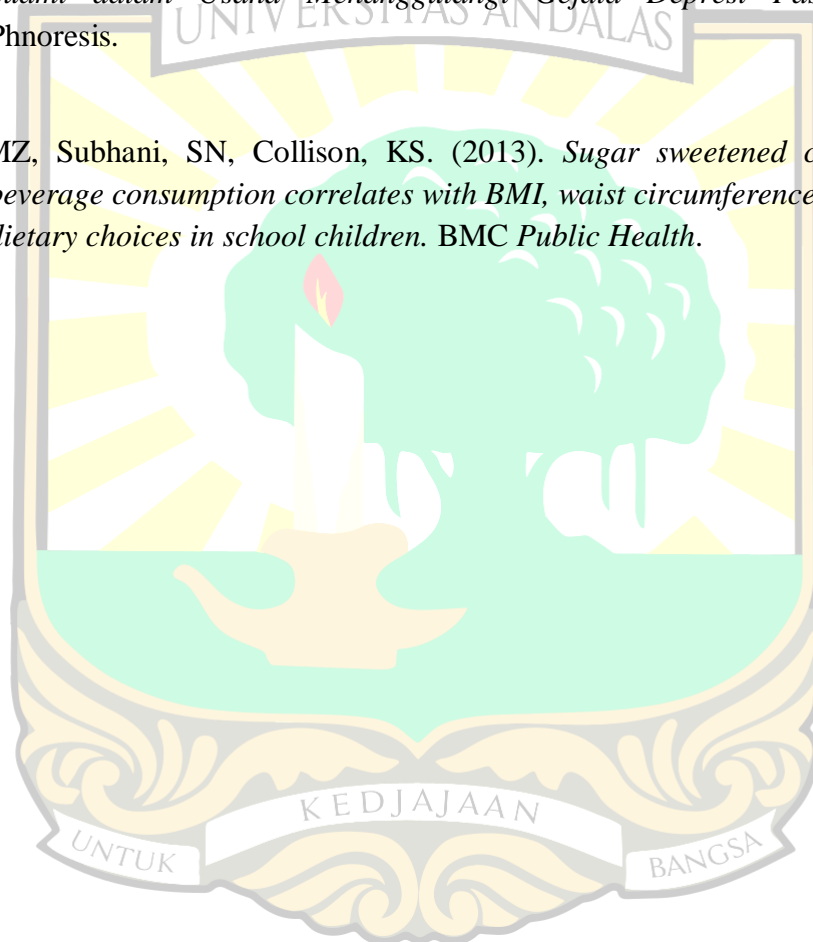 dalam Usaha Menanggulangi Gejala Depresi Pas
UNIVERSITAS ANDALAS
Phnoresis.
MZ, Subhani, SN, Collison, KS. (2013). Sugar sweetened c
beverage consumption correlates with BMI, waist circumference
dietary choices in school children. BMC Public Health.
KEDJAJAAN
UNTUK
BANGSA